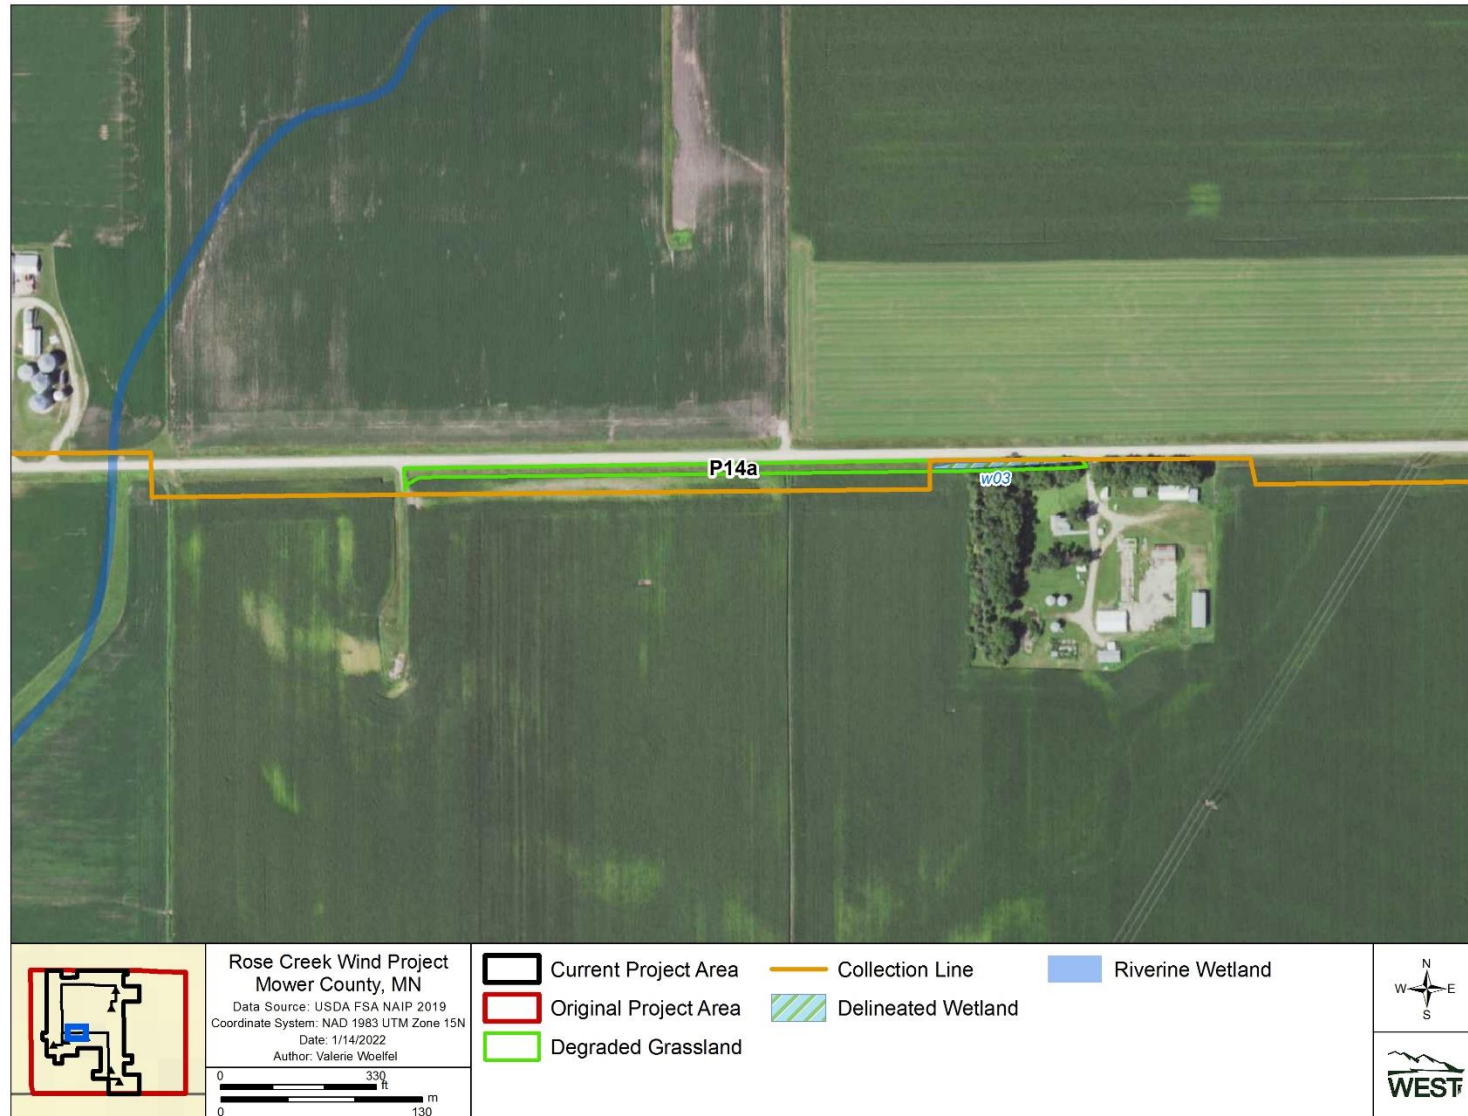 P14a
w03
Rose Creek Wind Project
Mower County, MN
Data Source: USDA FSA NAIP 2019
Coordinate System: NAD 1983 UTM Zone 15N
Date: 1/14/2022
Author: Valerie Woelfel
0 330
ft
m
0 130
Current Project Area
Original Project Area
Degraded Grassland
Collection Line
Delineated Wetland
Riverine Wetland
N
W E
S
WEST